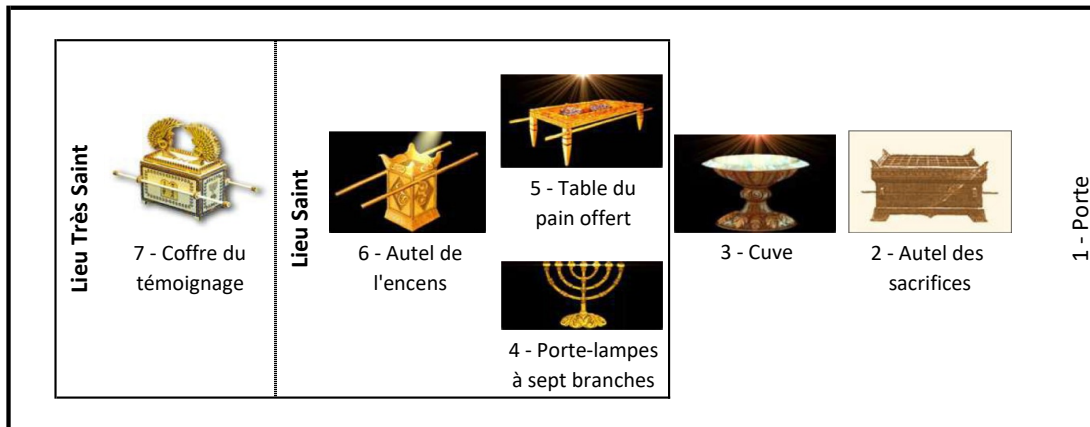 Lieu Très Saint
7 - Coffre du
témoignage
Lieu Saint
6 - Autel de
l'encens
5 - Table du
pain offert
4 - Porte-lampes
à sept branches
3 - Cuve
2 - Autel des
sacrifices
1 - Porte